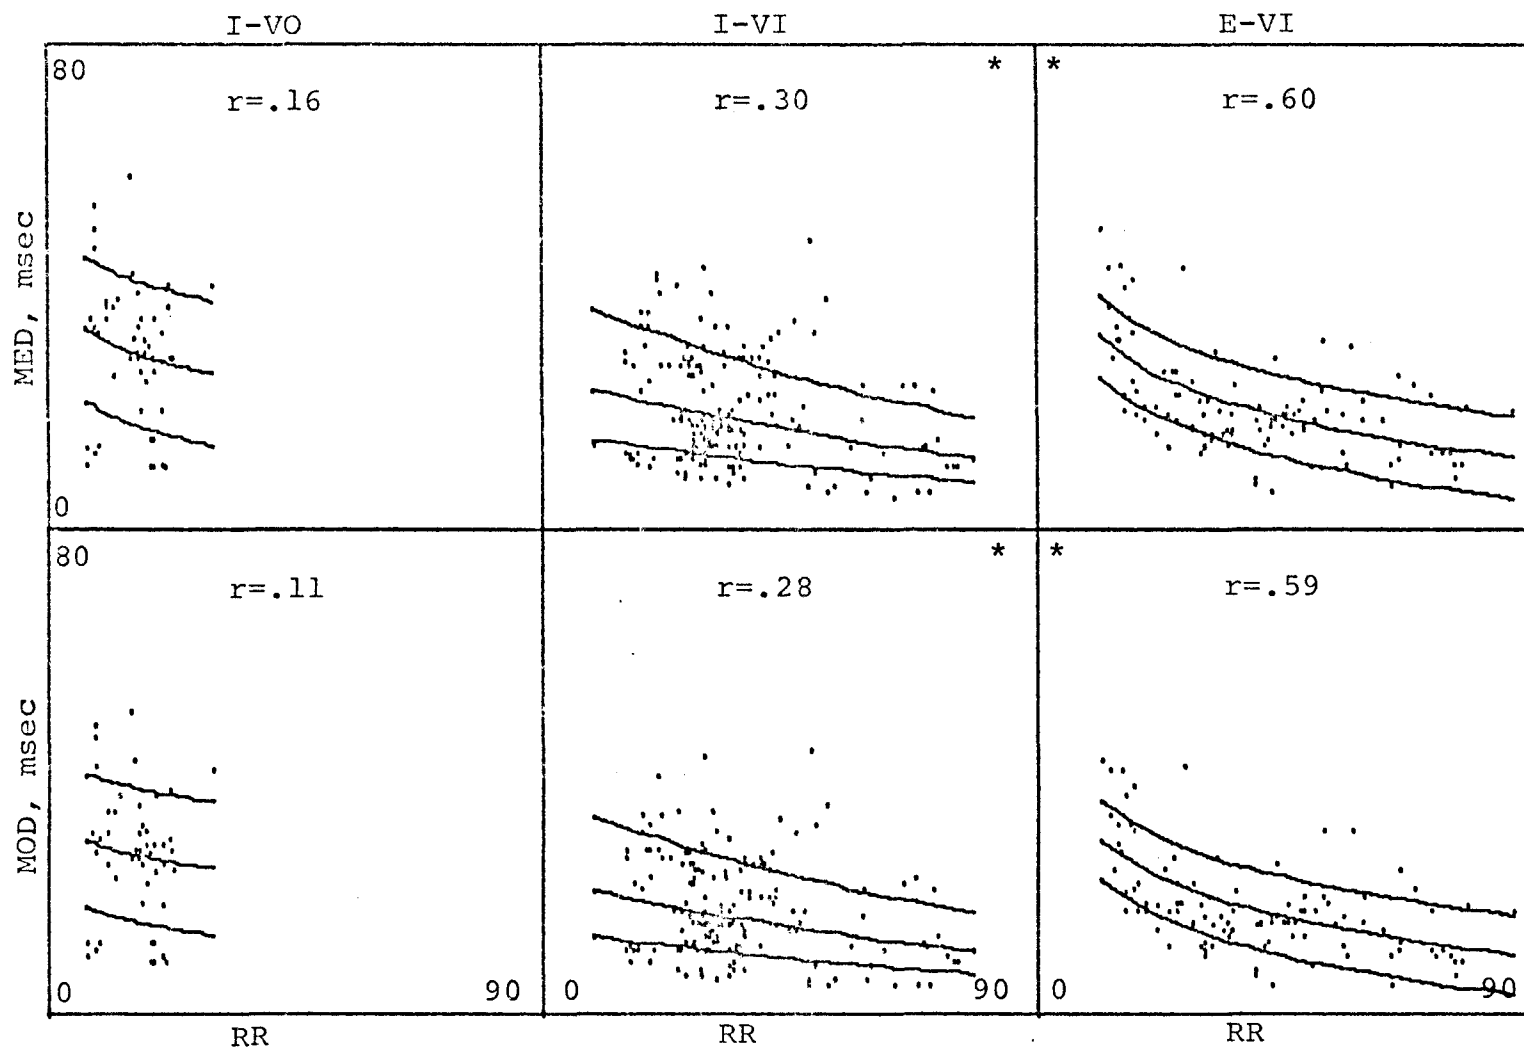 I-VO I-VI E-VI
80 * *
r=.16 r=.30 r=.60
MED, msec
0
80 * *
r=.11 r=.28 r=.59
MOD, msec
0 90 0 90 0 90
RR RR RR